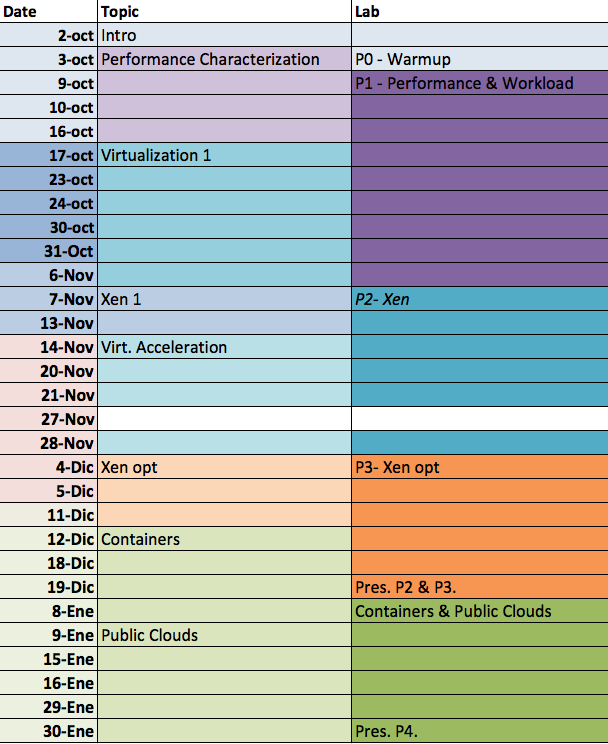 Date Topic Lab
2-oct Intro
3-oct Performance Characterization P0 - Warmup
9-oct P1 - Performance & Workload
10-oct
16-oct
17-oct Virtualization 1
23-oct
24-oct
30-oct
31-Oct
6-Nov
7-Nov Xen 1 P2- Xen
13-Nov
14-Nov Virt. Acceleration
20-Nov
21-Nov
27-Nov
28-Nov
4-Dic Xen opt P3- Xen opt
5-Dic
11-Dic
12-Dic Containers
18-Dic
19-Dic Pres. P2 & P3.
8-Ene Containers & Public Clouds
9-Ene Public Clouds
15-Ene
16-Ene
29-Ene
30-Ene Pres. P4.